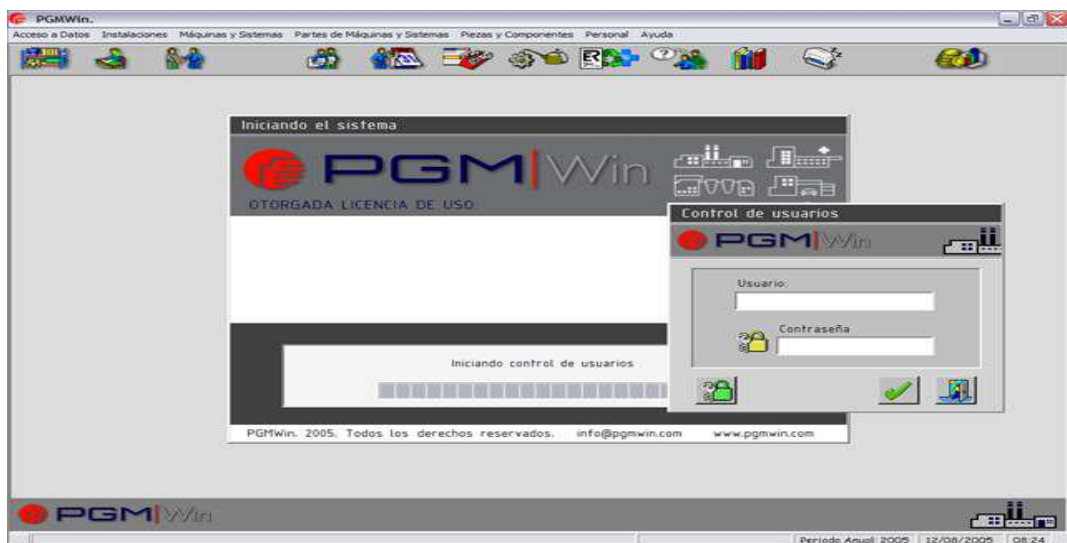 PGMWin.
Acceso a Datos Instalaciones Máquinas y Sistemas Partes de Máquinas y Sistemas Piezas y Componentes Personal Ayuda
Iniciando el sistema
PGM|Win
OTORGADA LICENCIA DE USO
Control de usuarios
PGM|Win
Usuario:
Contraseña
Iniciando control de usuarios
PGMWin. 2005. Todos los derechos reservados. info@pgmwin.com www.pgmwin.com
PGM|Win
Periodo Anual 2005 12/08/2005 08:24